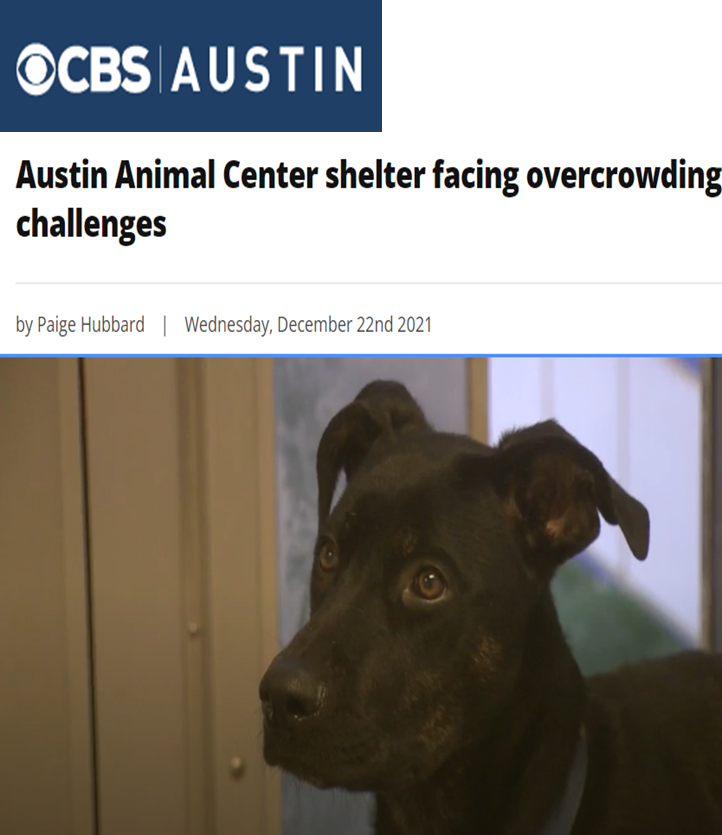 CBS | AUSTIN
Austin Animal Center shelter facing overcrowding
challenges
by Paige Hubbard | Wednesday, December 22nd 2021